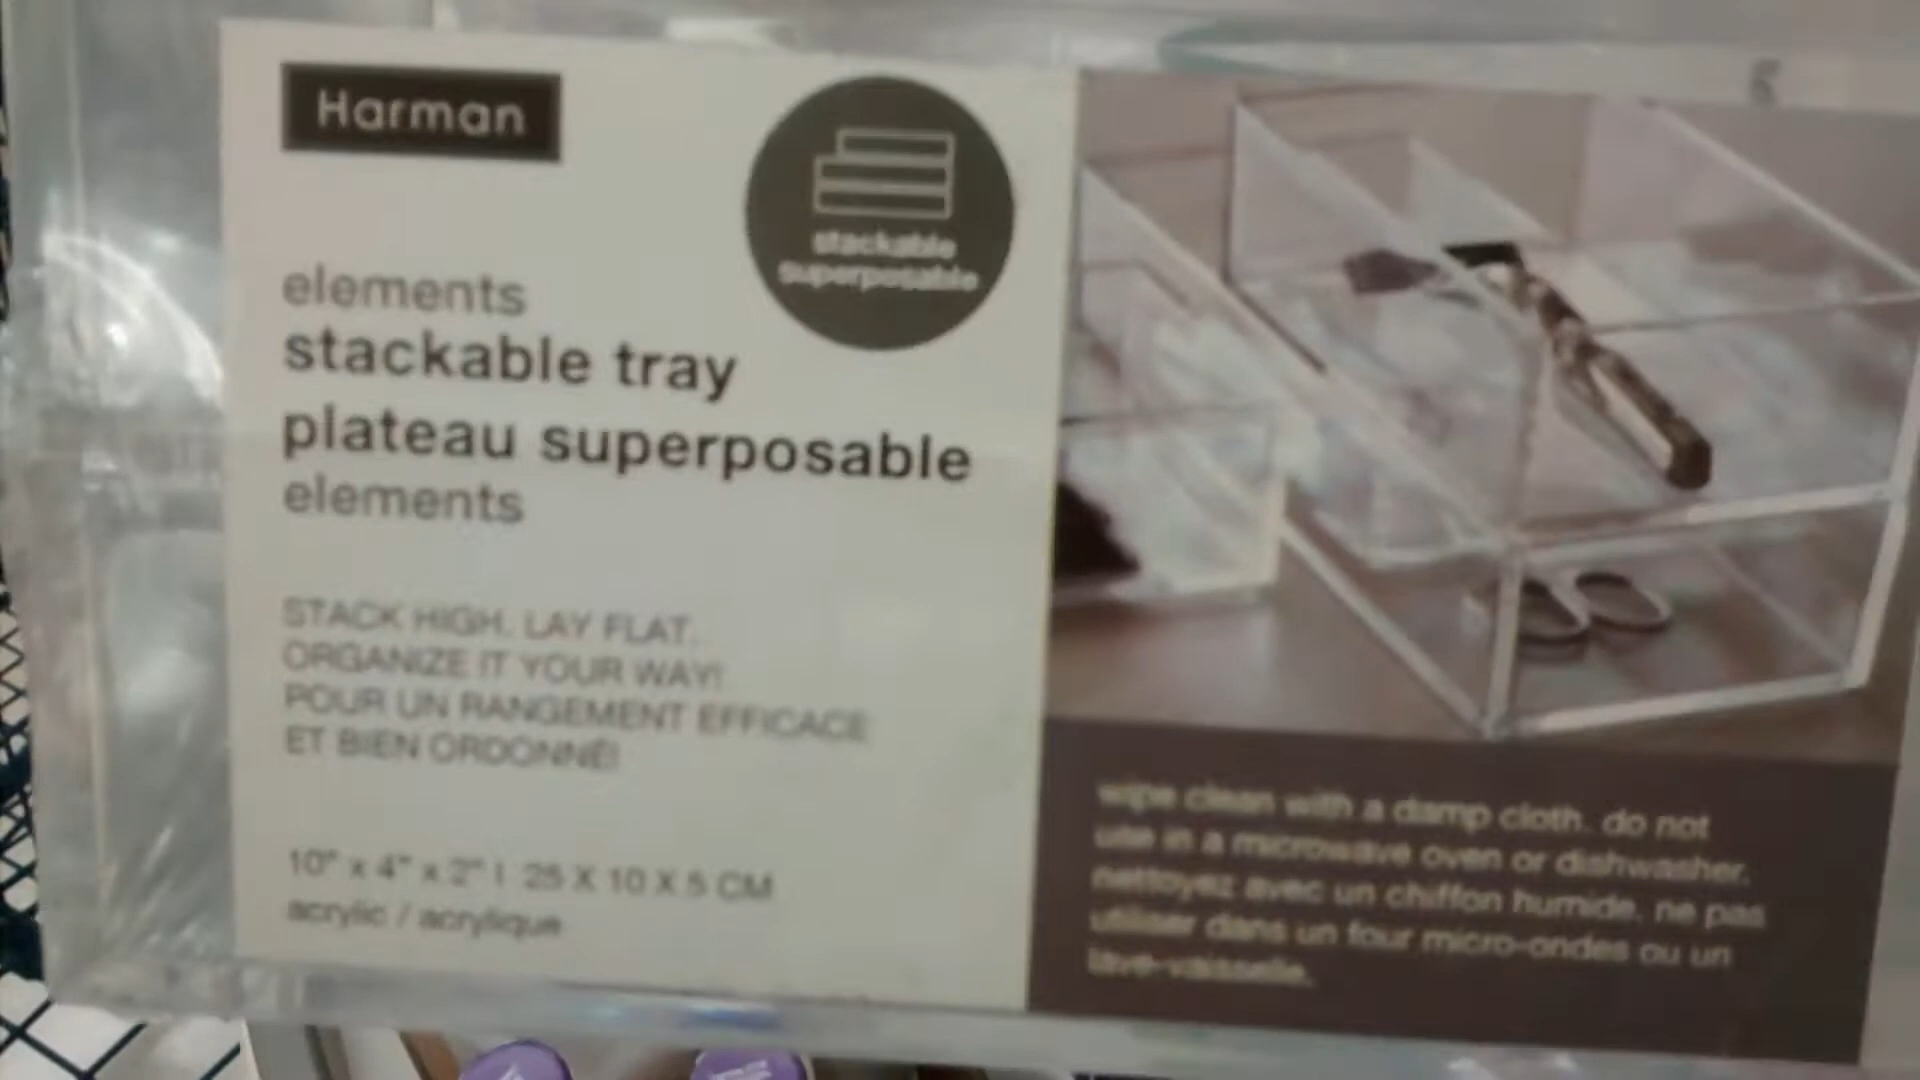 Harman
stackable
superposable
elements
stackable tray
plateau superposable
elements
STACK HIGH. LAY FLAT.
ORGANIZE IT YOUR WAY!
POUR UN RANGEMENT EFFICACE
ET BIEN ORDONNÉ!
10" x 4" x 2" | 25 X 10 X 5 CM
acrylic / acrylique
wipe clean with a damp cloth. do not
use in a microwave oven or dishwasher.
nettoyez avec un chiffon humide. ne pas
utiliser dans un four micro-ondes ou un
lave-vaisselle.